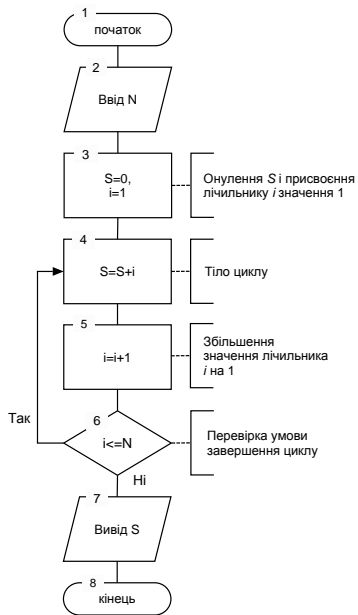 1
початок
2
Ввід N
3
S=0,
i=1
Онулення S і присвоєння
лічильнику i значення 1
4
S=S+i
Тіло циклу
5
i=i+1
Збільшення
значення лічильника
i на 1
Так
6
i<=N
Перевірка умови
завершення циклу
Ні
7
Вивід S
8
кінець